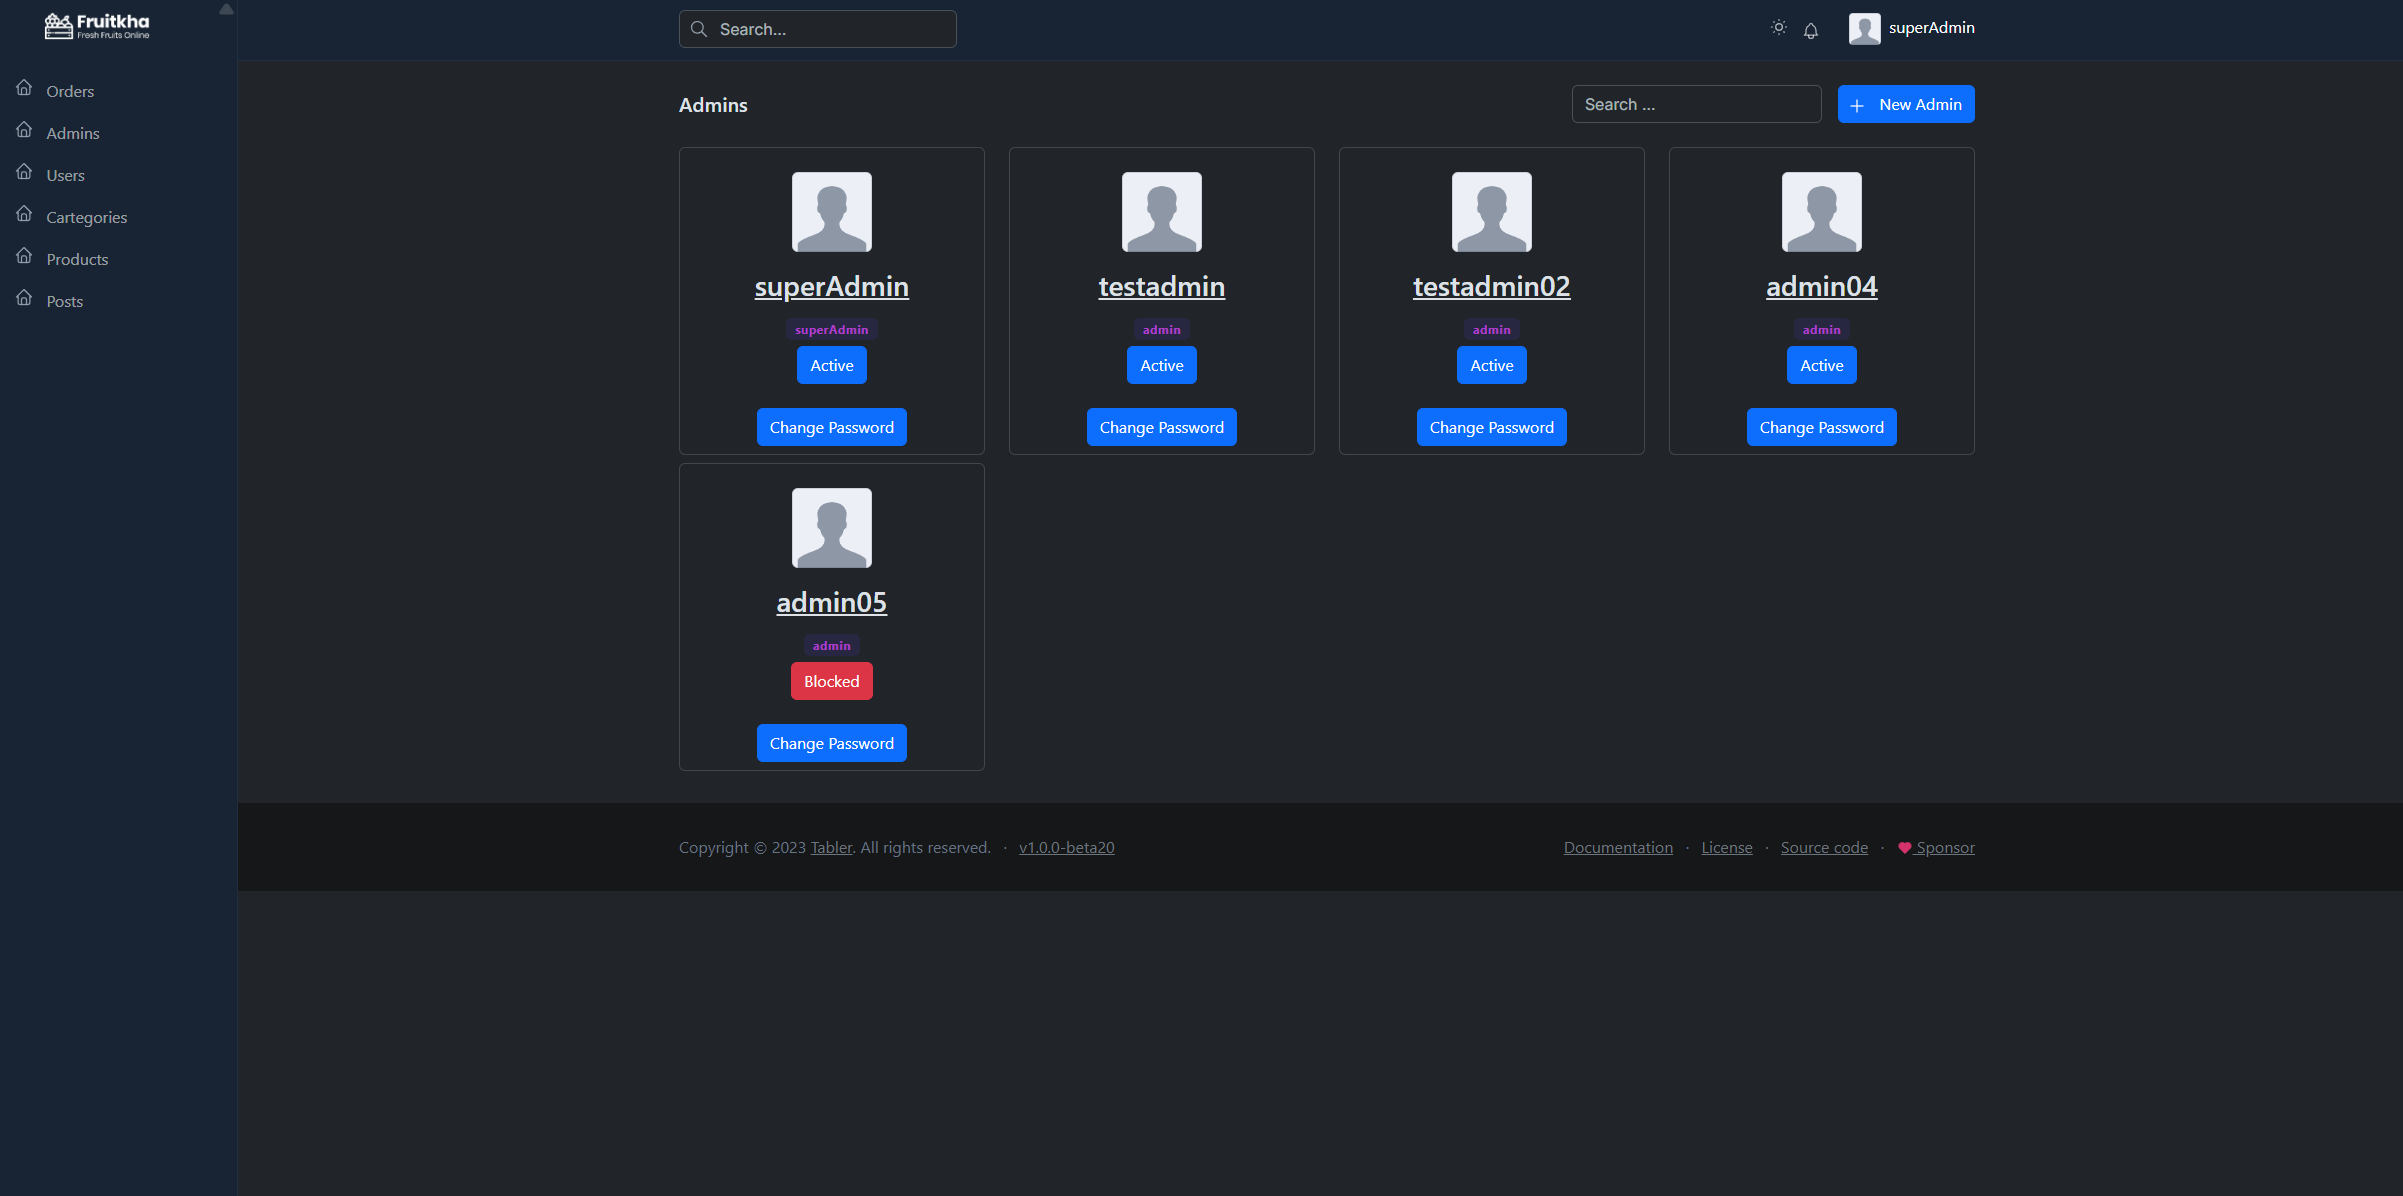 Fruitkha
Fresh Fruits Online
Search...
superAdmin
Orders
Admins
Users
Cartegories
Products
Posts
Admins
Search ...
New Admin
superAdmin
superAdmin
Active
Change Password
testadmin
admin
Active
Change Password
testadmin02
admin
Active
Change Password
admin04
admin
Active
Change Password
admin05
admin
Blocked
Change Password
Copyright © 2023 Tabler. All rights reserved. · v1.0.0-beta20
Documentation · License · Source code · Sponsor